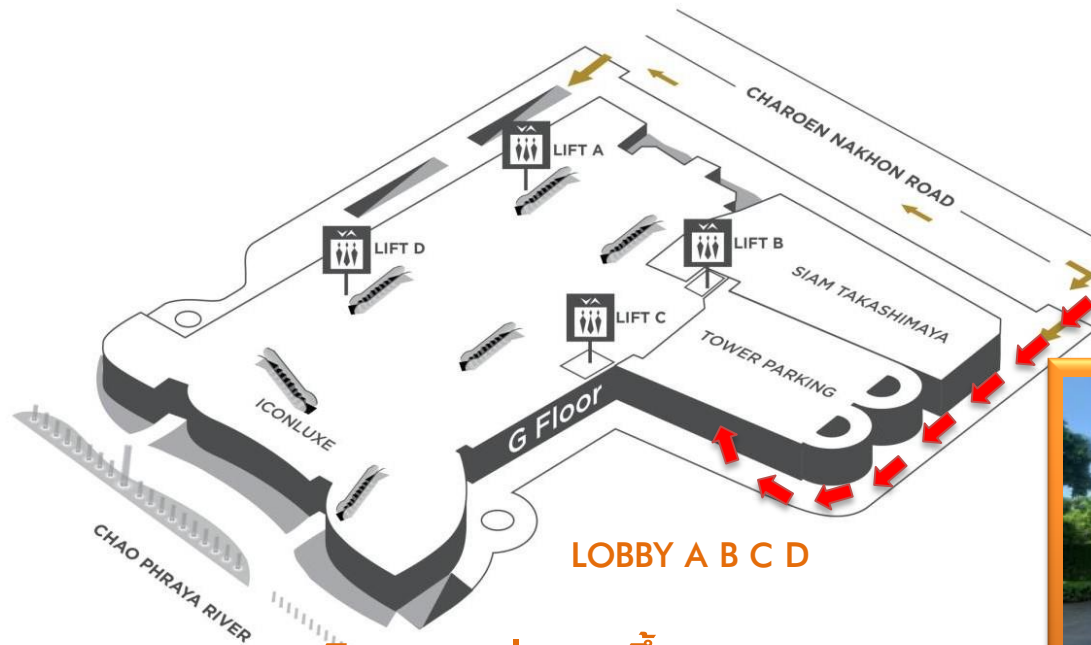 CHAROEN NAKHON ROAD
LIFT A
LIFT D
LIFT B
SIAM TAKASHIMAYA
LIFT C
TOWER PARKING
G Floor
ICONLUXE
LOBBY A B C D
CHAO PHRAYA RIVER